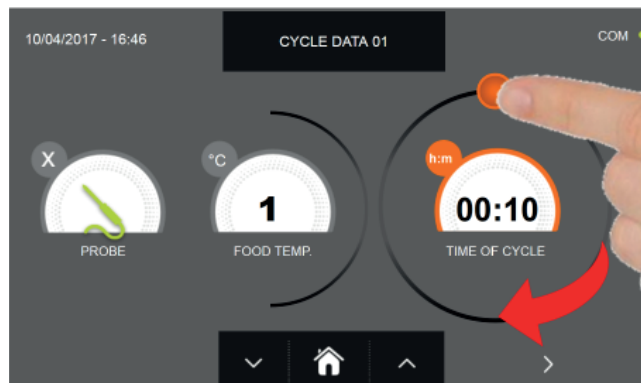 10/04/2017 - 16:46
CYCLE DATA 01
COM
X
PROBE
°C
1
FOOD TEMP.
h:m
00:10
TIME OF CYCLE